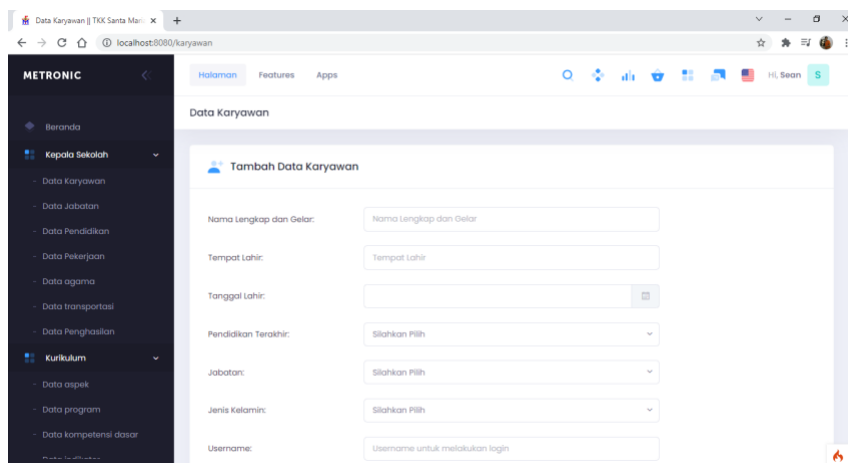 Data Karyawan || TKK Santa Mari
localhost:8080/karyawan
METRONIC
Halaman Features Apps
Hi, Sean S
Data Karyawan
Beranda
Kepala Sekolah
- Data Karyawan
- Data Jabatan
- Data Pendidikan
- Data Pekerjaan
- Data agama
- Data transportasi
- Data Penghasilan
Kurikulum
- Data aspek
- Data program
- Data kompetensi dasar
- Data indikator
Tambah Data Karyawan
Nama Lengkap dan Gelar: Nama Lengkap dan Gelar
Tempat Lahir: Tempat Lahir
Tanggal Lahir:
Pendidikan Terakhir: Silahkan Pilih
Jabatan: Silahkan Pilih
Jenis Kelamin: Silahkan Pilih
Username: Username untuk melakukan login